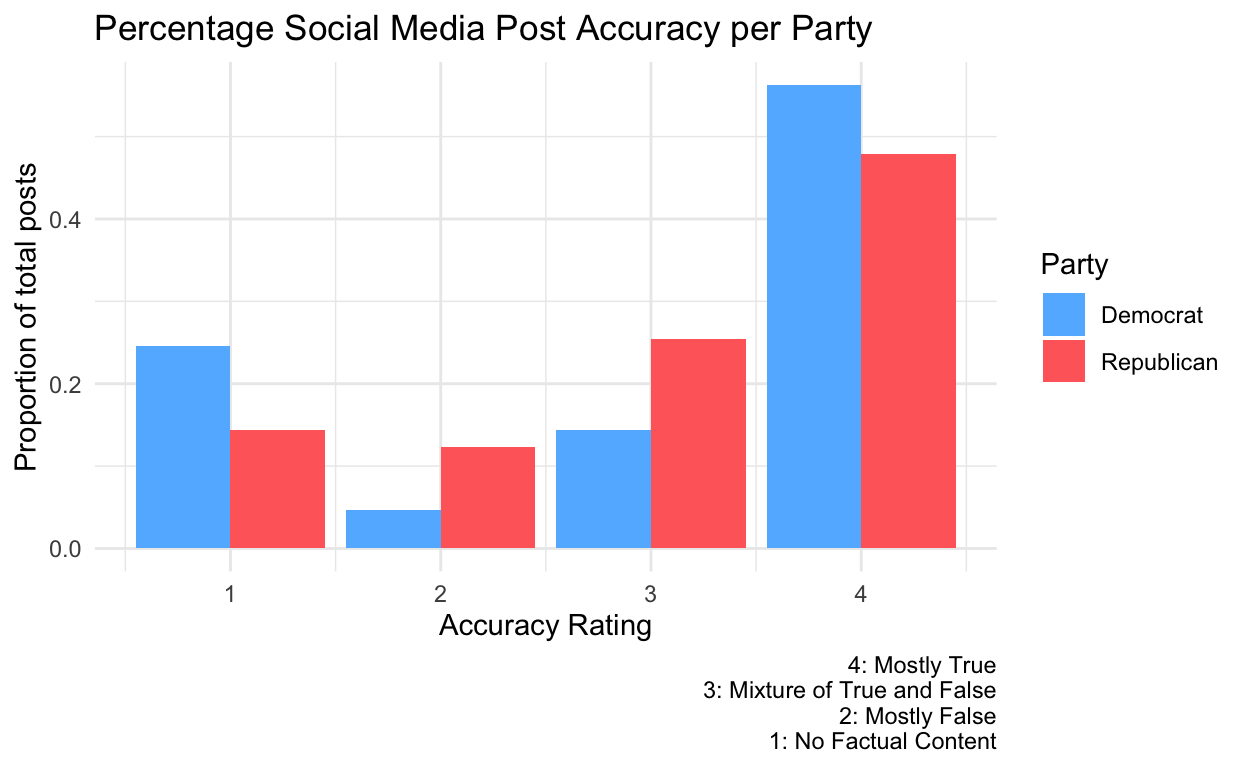 Percentage Social Media Post Accuracy per Party
Proportion of total posts
0.4
0.2
0.0
1
2
3
4
Accuracy Rating
Party
Democrat
Republican
4: Mostly True
3: Mixture of True and False
2: Mostly False
1: No Factual Content